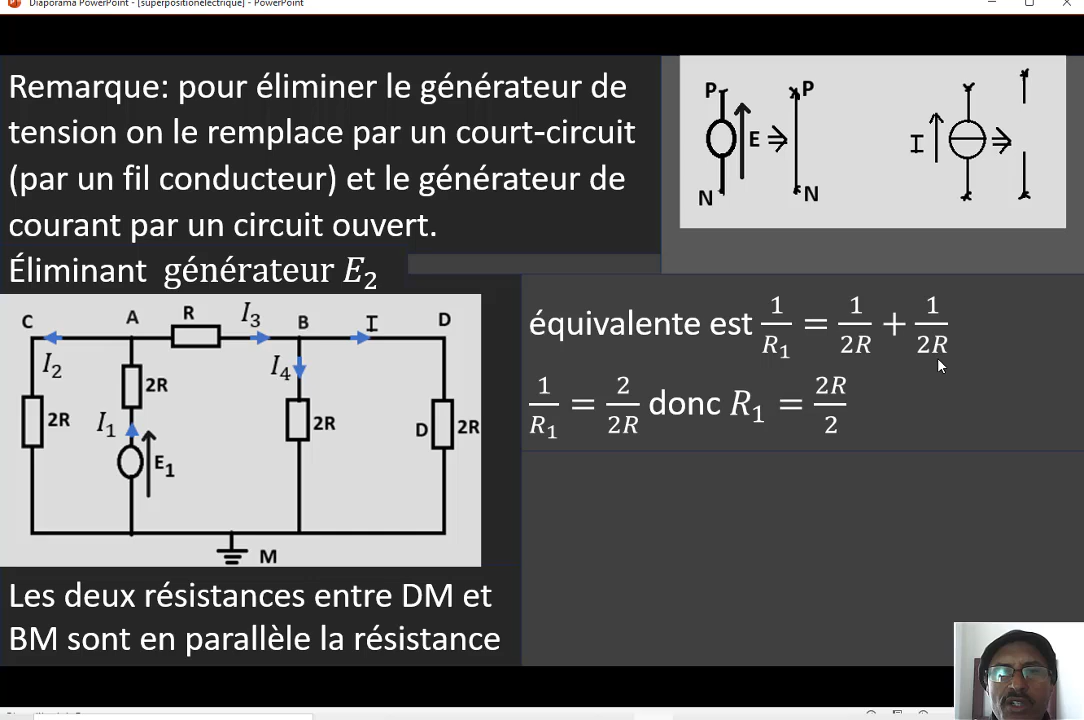 Diaporama PowerPoint - [superpositionelectrique] - PowerPoint
Remarque: pour éliminer le générateur de
tension on le remplace par un court-circuit
(par un fil conducteur) et le générateur de
courant par un circuit ouvert.
P
E
N
P
N
I
Éliminant générateur E₂
C
A
R
I₃
B
I
D
I₂
2R
I₄
2R
I₁
2R
D
2R
E₁
M
équivalente est 1/R₁ = 1/2R + 1/2R
1/R₁ = 2/2R donc R₁ = 2R/2
Les deux résistances entre DM et
BM sont en parallèle la résistance